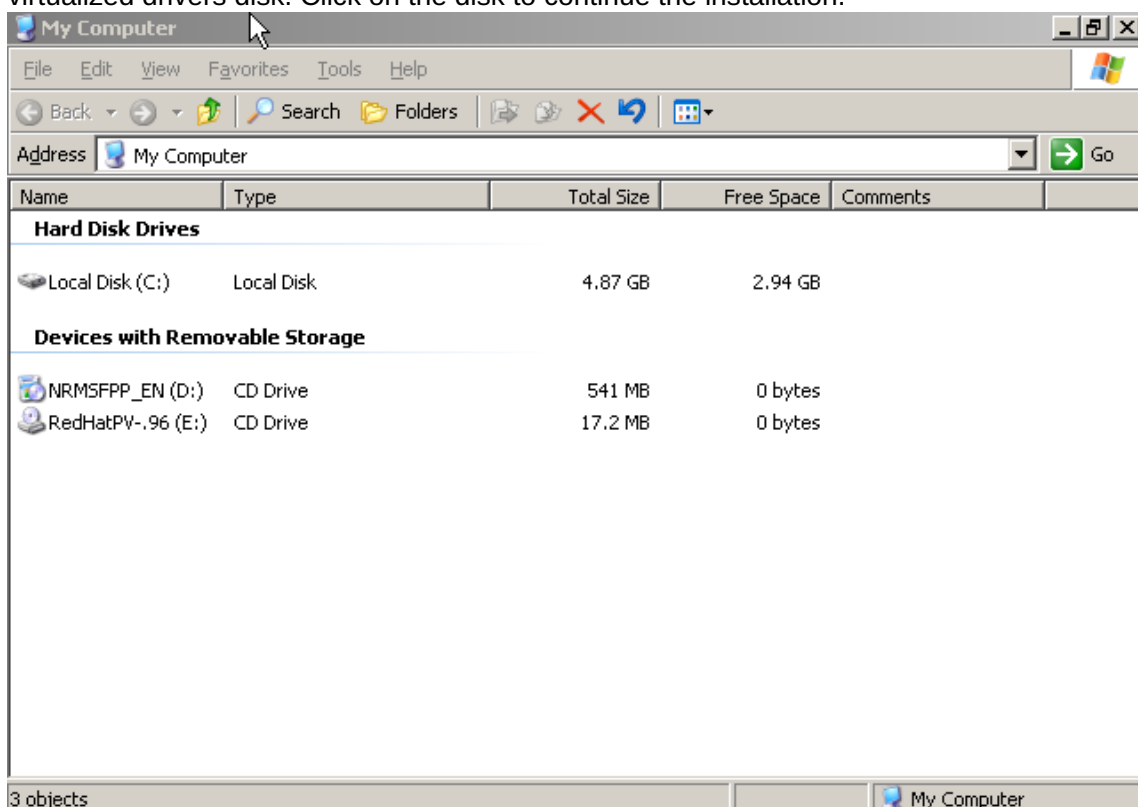 virtualized drivers disk. Click on the disk to continue the installation.
My Computer
File Edit View Favorites Tools Help
Back Search Folders
Address My Computer Go
Name Type Total Size Free Space Comments
Hard Disk Drives
Local Disk (C:) Local Disk 4.87 GB 2.94 GB
Devices with Removable Storage
NRMSFPP_EN (D:) CD Drive 541 MB 0 bytes
RedHatPV-.96 (E:) CD Drive 17.2 MB 0 bytes
3 objects My Computer